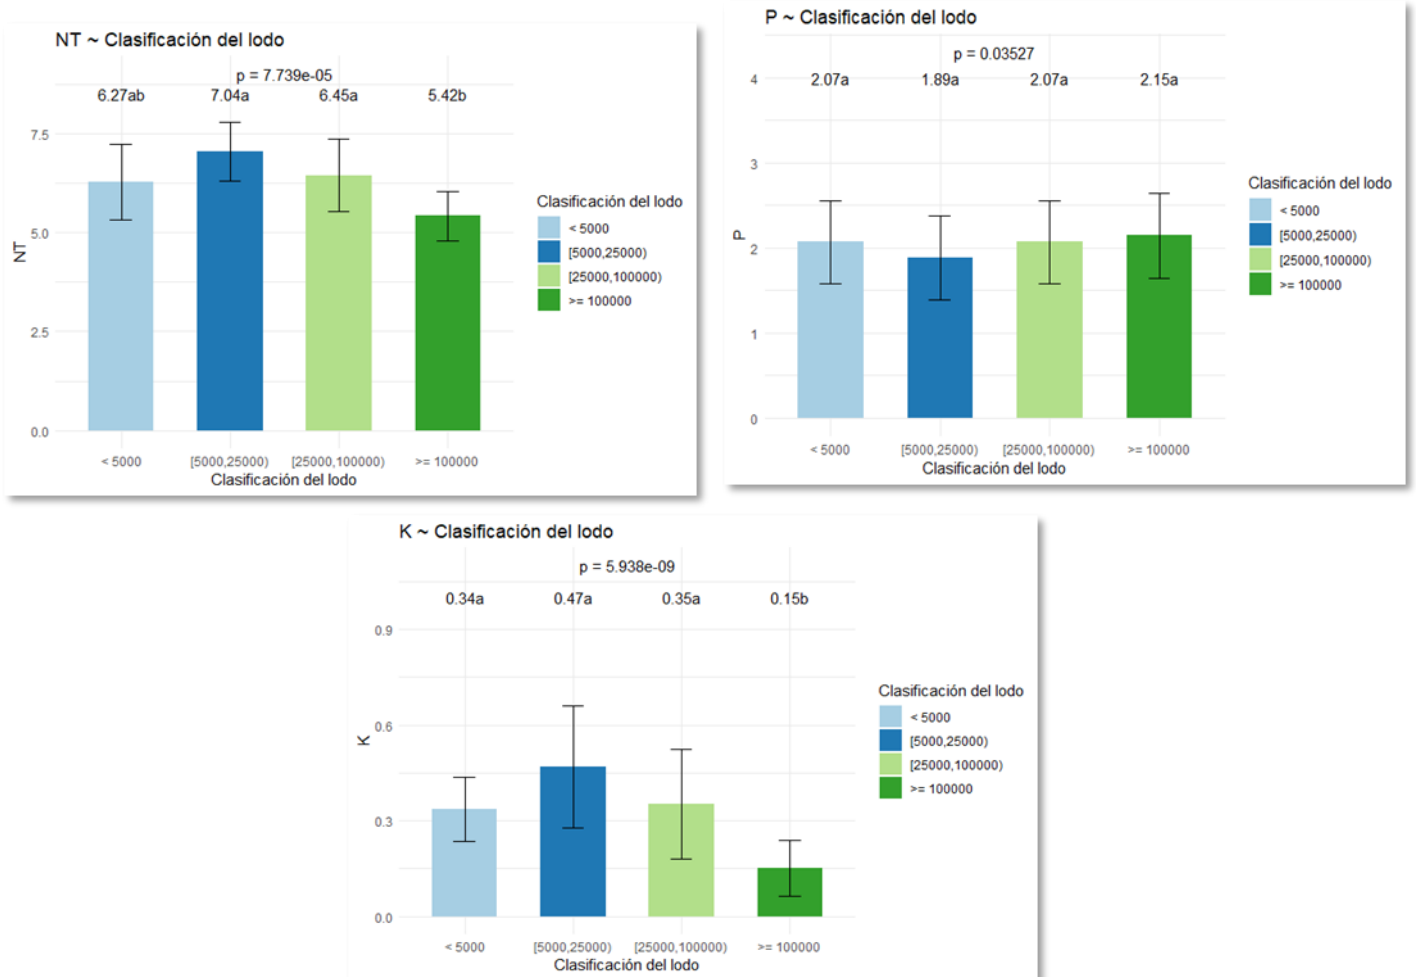 NT ~ Clasificación del lodo
p = 7.739e-05
6.27ab 7.04a 6.45a 5.42b
7.5
5.0
2.5
0.0
NT
< 5000 [5000,25000) [25000,100000) >= 100000
Clasificación del lodo
Clasificación del lodo
< 5000
[5000,25000)
[25000,100000)
>= 100000
P ~ Clasificación del lodo
p = 0.03527
2.07a 1.89a 2.07a 2.15a
4
3
2
1
0
P
< 5000 [5000,25000) [25000,100000) >= 100000
Clasificación del lodo
Clasificación del lodo
< 5000
[5000,25000)
[25000,100000)
>= 100000
K ~ Clasificación del lodo
p = 5.938e-09
0.34a 0.47a 0.35a 0.15b
0.9
0.6
0.3
0.0
K
< 5000 [5000,25000) [25000,100000) >= 100000
Clasificación del lodo
Clasificación del lodo
< 5000
[5000,25000)
[25000,100000)
>= 100000